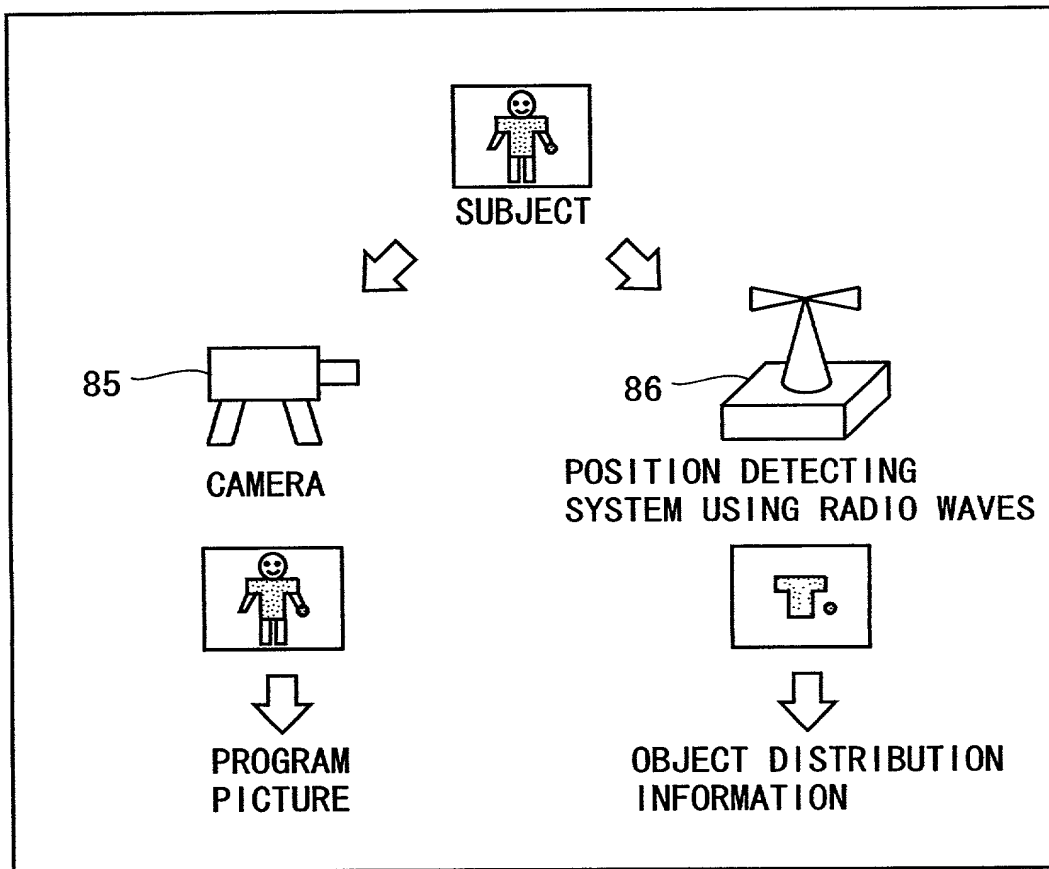 SUBJECT
85
CAMERA
86
POSITION DETECTING
SYSTEM USING RADIO WAVES
PROGRAM
PICTURE
OBJECT DISTRIBUTION
INFORMATION